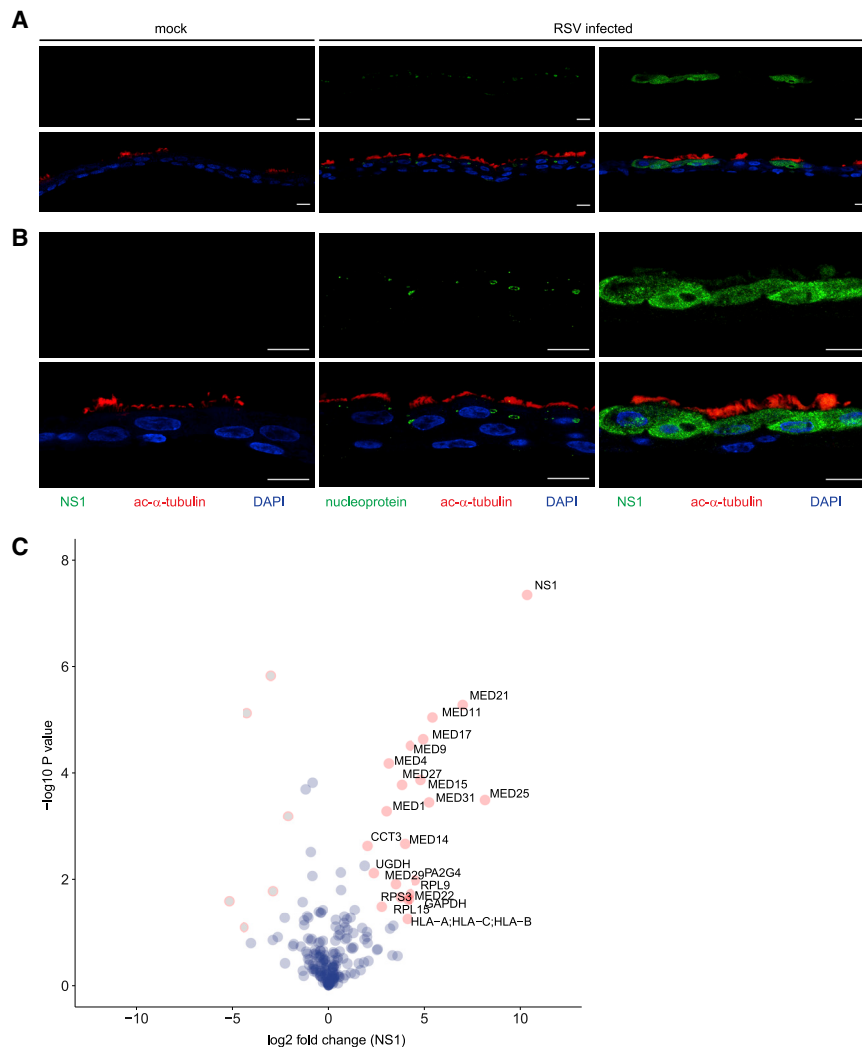 A
mock RSV infected
B
NS1 ac-α-tubulin DAPI nucleoprotein ac-α-tubulin DAPI NS1 ac-α-tubulin DAPI
C
8
NS1
6
MED21
MED11
MED17
MED9
MED4
4
MED27
MED15
MED31 MED25
MED1
CCT3 MED14
UGDH
MED29 PA2G4
2
RPL9
RPS3 MED22
GAPDH
RPL15
HLA−A;HLA−C;HLA−B
0
−log10 P value
−10 −5 0 5 10
log2 fold change (NS1)